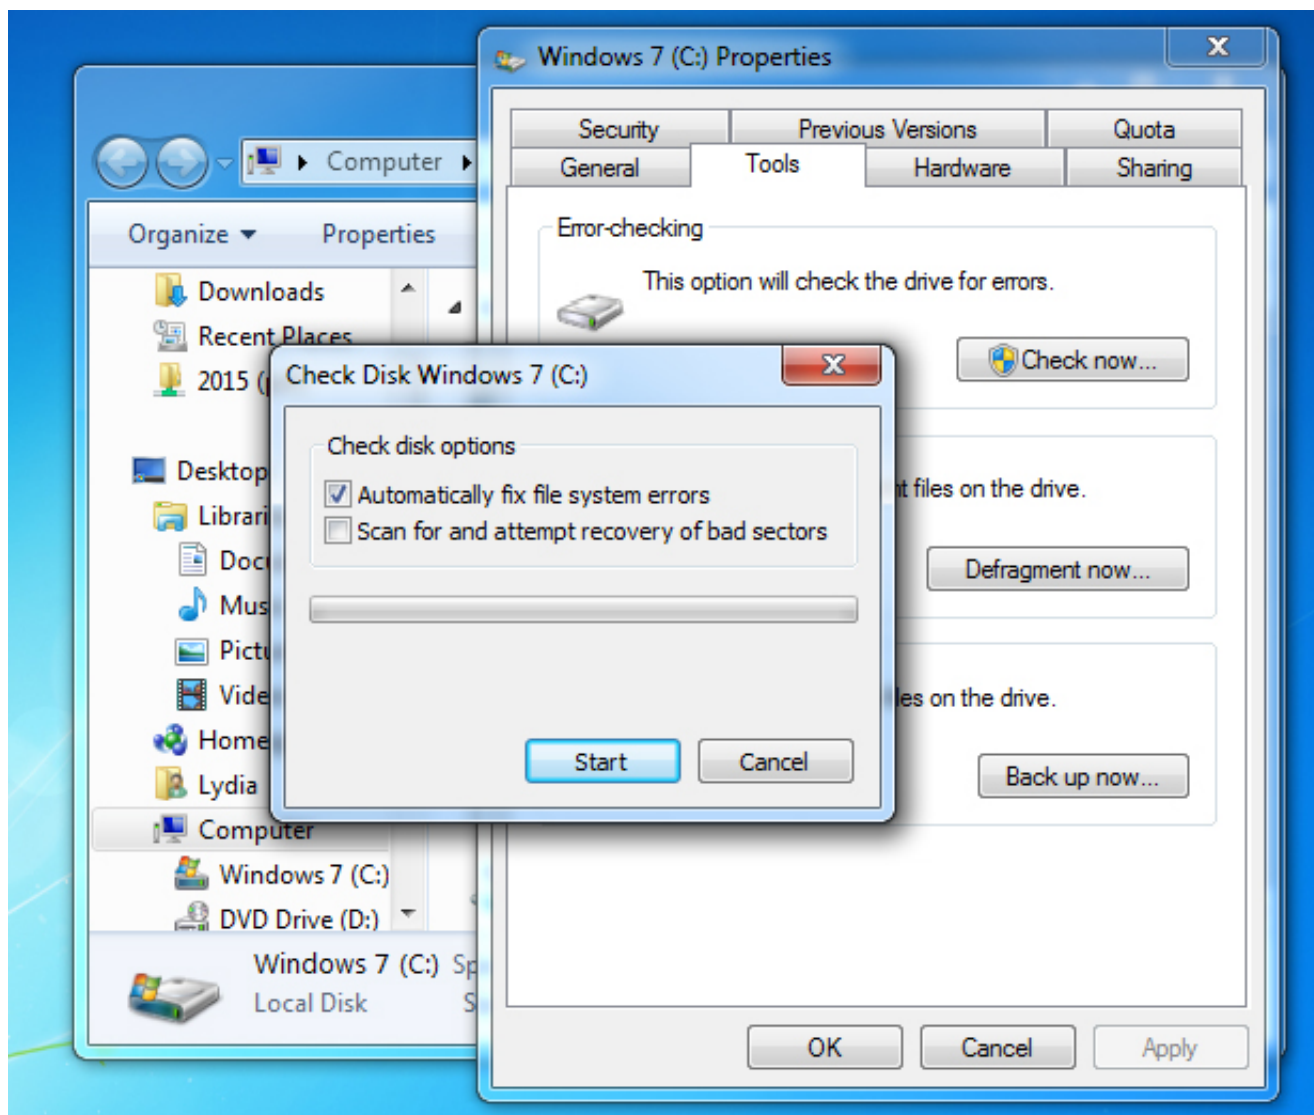 Windows 7 (C:) Properties
Security
Previous Versions
Quota
General
Tools
Hardware
Sharing
Computer
Organize
Properties
Downloads
Recent Places
2015
Desktop
Windows 7 (C:)
DVD Drive (D:)
Lydia
Computer
Windows 7 (C:)
Local Disk
Error-checking
This option will check the drive for errors.
Check now...
files on the drive.
Defragment now...
on the drive.
Back up now...
OK
Cancel
Apply
Check Disk Windows 7 (C:)
Check disk options
Automatically fix file system errors
Scan for and attempt recovery of bad sectors
Start
Cancel